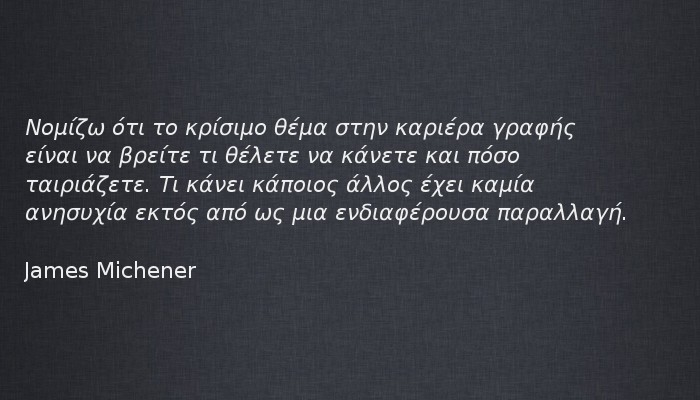 Νομίζω ότι το κρίσιμο θέμα στην καριέρα γραφής
είναι να βρείτε τι θέλετε να κάνετε και πόσο
ταιριάζετε. Τι κάνει κάποιος άλλος έχει καμία
ανησυχία εκτός από ως μια ενδιαφέρουσα παραλλαγή.
James Michener